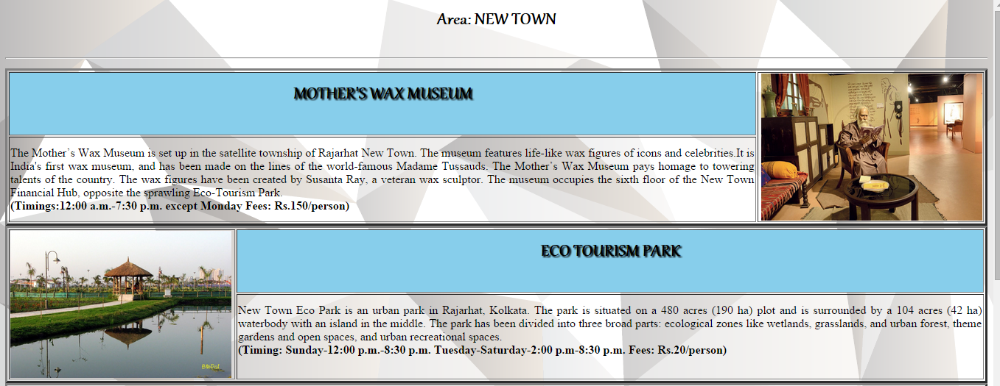 Area: NEW TOWN
MOTHER'S WAX MUSEUM
The Mother's Wax Museum is set up in the satellite township of Rajarhat New Town. The museum features life-like wax figures of icons and celebrities.It is
India's first wax museum, and has been made on the lines of the world-famous Madame Tussauds. The Mother's Wax Museum pays homage to towering
talents of the country. The wax figures have been created by Susanta Ray, a veteran wax sculptor. The museum occupies the sixth floor of the New Town
Financial Hub, opposite the sprawling Eco-Tourism Park.
(Timings:12:00 a.m.-7:30 p.m. except Monday Fees: Rs.150/person)
ECO TOURISM PARK
New Town Eco Park is an urban park in Rajarhat, Kolkata. The park is situated on a 480 acres (190 ha) plot and is surrounded by a 104 acres (42 ha)
waterbody with an island in the middle. The park has been divided into three broad parts: ecological zones like wetlands, grasslands, and urban forest, theme
gardens and open spaces, and urban recreational spaces.
(Timing: Sunday-12:00 p.m.-8:30 p.m. Tuesday-Saturday-2:00 p.m-8:30 p.m. Fees: Rs.20/person)